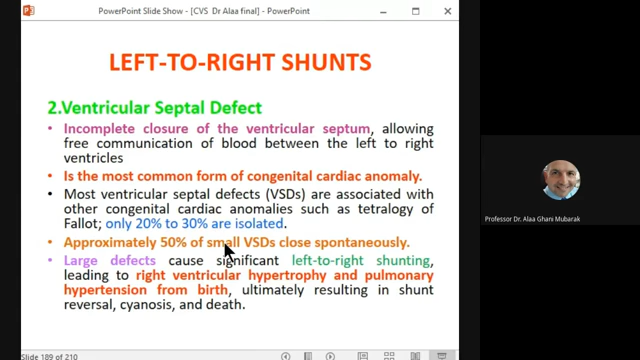 PowerPoint Slide Show - [CVS Dr Alaa final] - PowerPoint
LEFT-TO-RIGHT SHUNTS
2.Ventricular Septal Defect
• Incomplete closure of the ventricular septum, allowing
free communication of blood between the left to right
ventricles
• Is the most common form of congenital cardiac anomaly.
• Most ventricular septal defects (VSDs) are associated with
other congenital cardiac anomalies such as tetralogy of
Fallot; only 20% to 30% are isolated.
• Approximately 50% of small VSDs close spontaneously.
• Large defects cause significant left-to-right shunting,
leading to right ventricular hypertrophy and pulmonary
hypertension from birth, ultimately resulting in shunt
reversal, cyanosis, and death.
Slide 189 of 210
Professor Dr. Alaa Ghani Mubarak